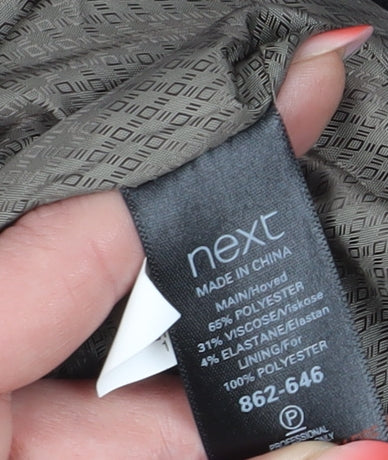 next
MADE IN CHINA
MAIN/Hoved
65% POLYESTER
31% VISCOSE/Viskose
4% ELASTANE/Elastan
LINING/For
100% POLYESTER
862-646
P
PROFESSIONAL